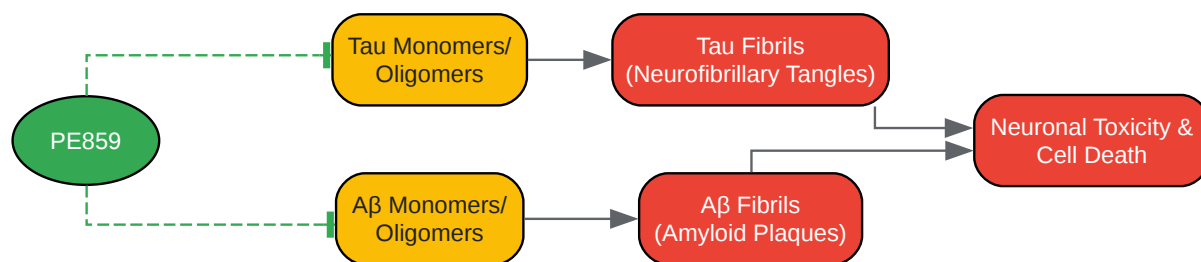 Tau Monomers/
Oligomers
Tau Fibrils
(Neurofibrillary Tangles)
PE859
Neuronal Toxicity &
Cell Death
Aβ Monomers/
Oligomers
Aβ Fibrils
(Amyloid Plaques)